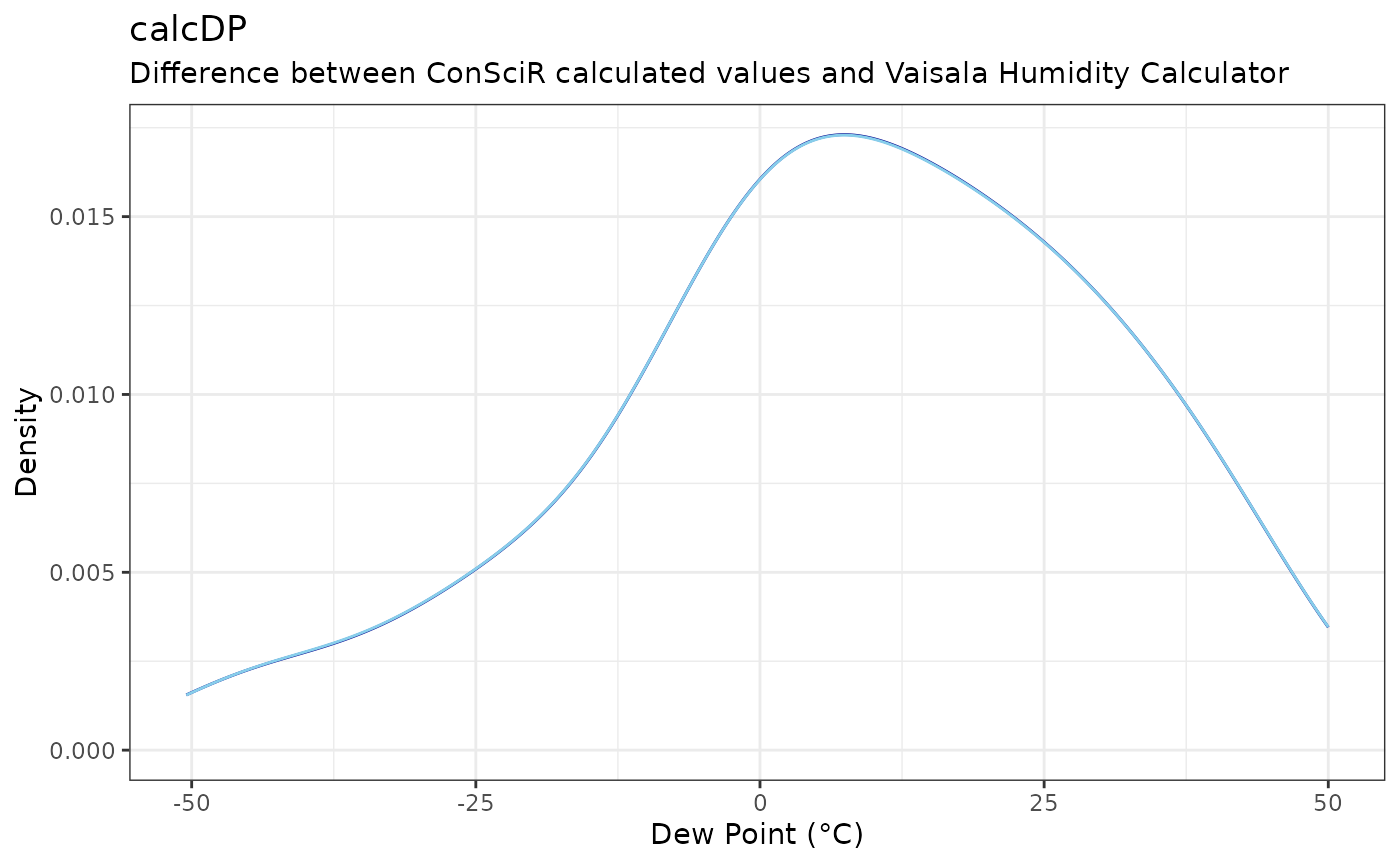 calcDP
Difference between ConSciR calculated values and Vaisala Humidity Calculator
Density
0.015
0.010
0.005
0.000
-50
-25
0
25
50
Dew Point (°C)